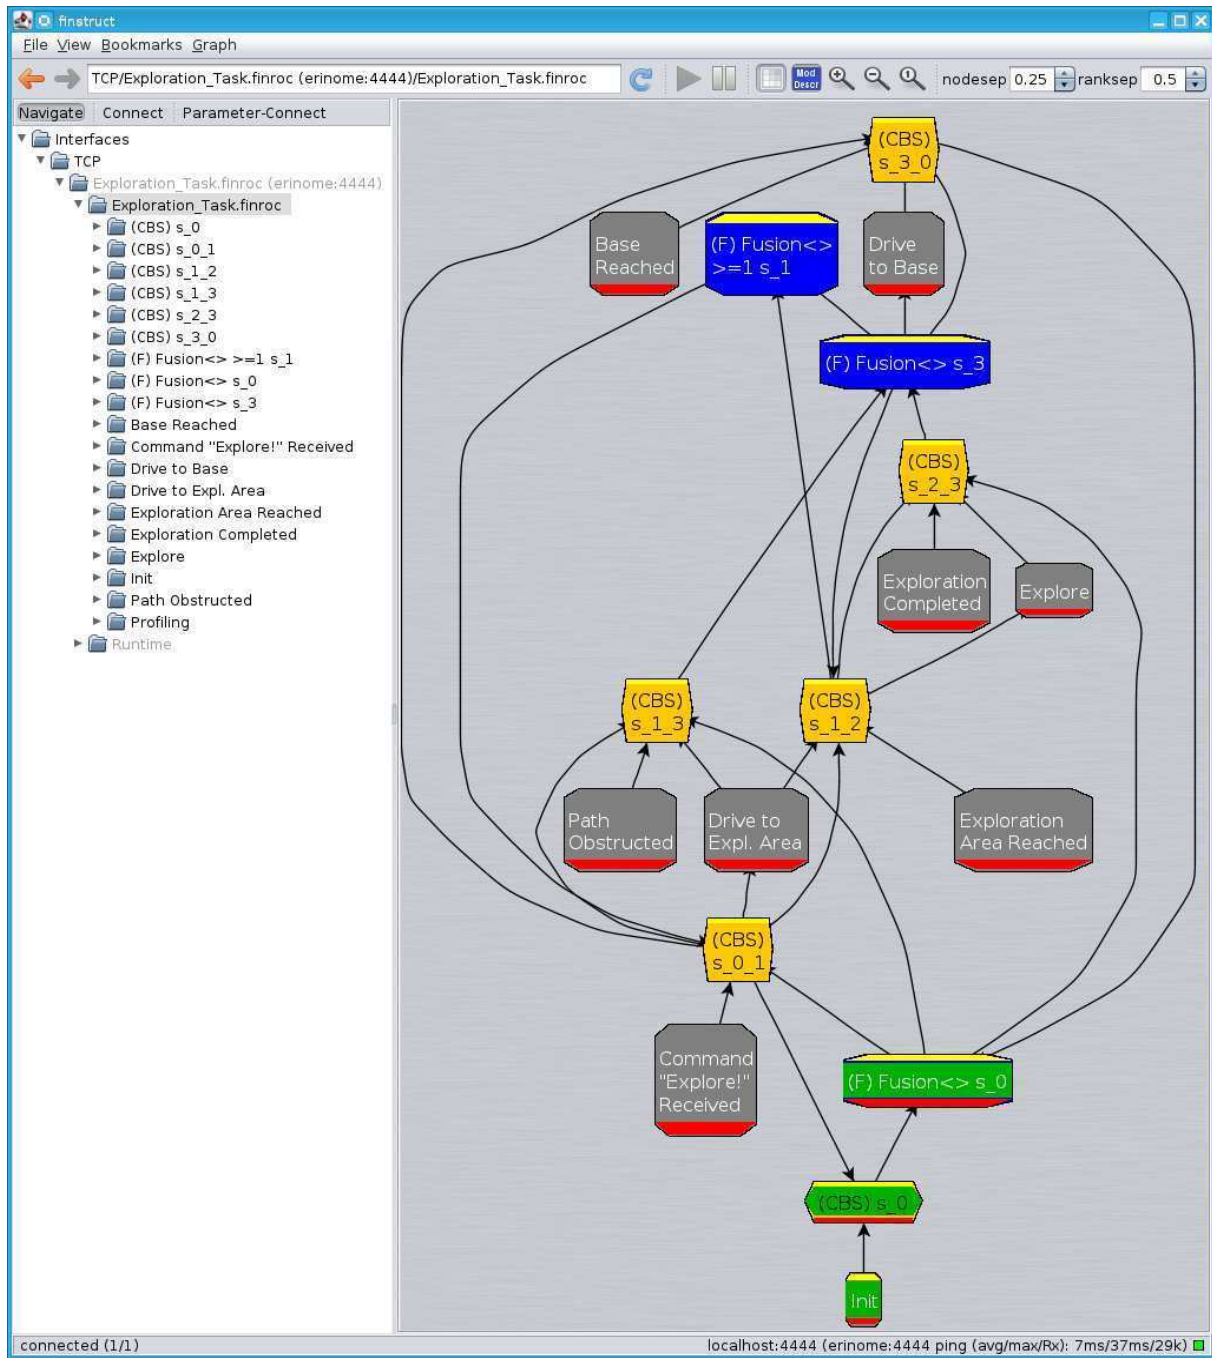 finstruct
File View Bookmarks Graph
TCP/Exploration_Task.finroc (erinome:4444)/Exploration_Task.finroc
Mod
Descr
nodesep 0.25 ranksep 0.5
Navigate Connect Parameter-Connect
Interfaces
TCP
Exploration_Task.finroc (erinome:4444)
Exploration_Task.finroc
(CBS) s_0
(CBS) s_0_1
(CBS) s_1_2
(CBS) s_1_3
(CBS) s_2_3
(CBS) s_3_0
(F) Fusion<> >=1 s_1
(F) Fusion<> s_0
(F) Fusion<> s_3
Base Reached
Command "Explore!" Received
Drive to Base
Drive to Expl. Area
Exploration Area Reached
Exploration Completed
Explore
Init
Path Obstructed
Profiling
Runtime
(CBS)
s_3_0
Base
Reached
(F) Fusion<>
>=1 s_1
Drive
to Base
(F) Fusion<> s_3
(CBS)
s_2_3
Exploration
Completed
Explore
(CBS)
s_1_3
(CBS)
s_1_2
Path
Obstructed
Drive to
Expl. Area
Exploration
Area Reached
(CBS)
s_0_1
Command
"Explore!"
Received
(F) Fusion<> s_0
(CBS) s_0
Init
connected (1/1)
localhost:4444 (erinome:4444 ping (avg/max/Rx): 7ms/37ms/29k)